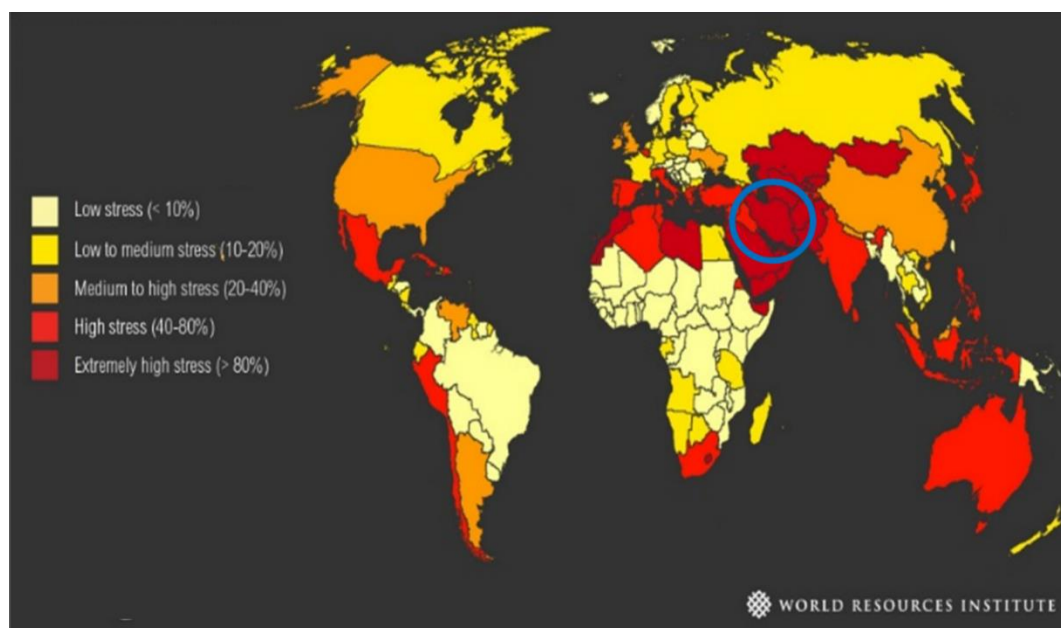 Low stress (< 10%)
Low to medium stress (10-20%)
Medium to high stress (20-40%)
High stress (40-80%)
Extremely high stress (> 80%)
WORLD RESOURCES INSTITUTE